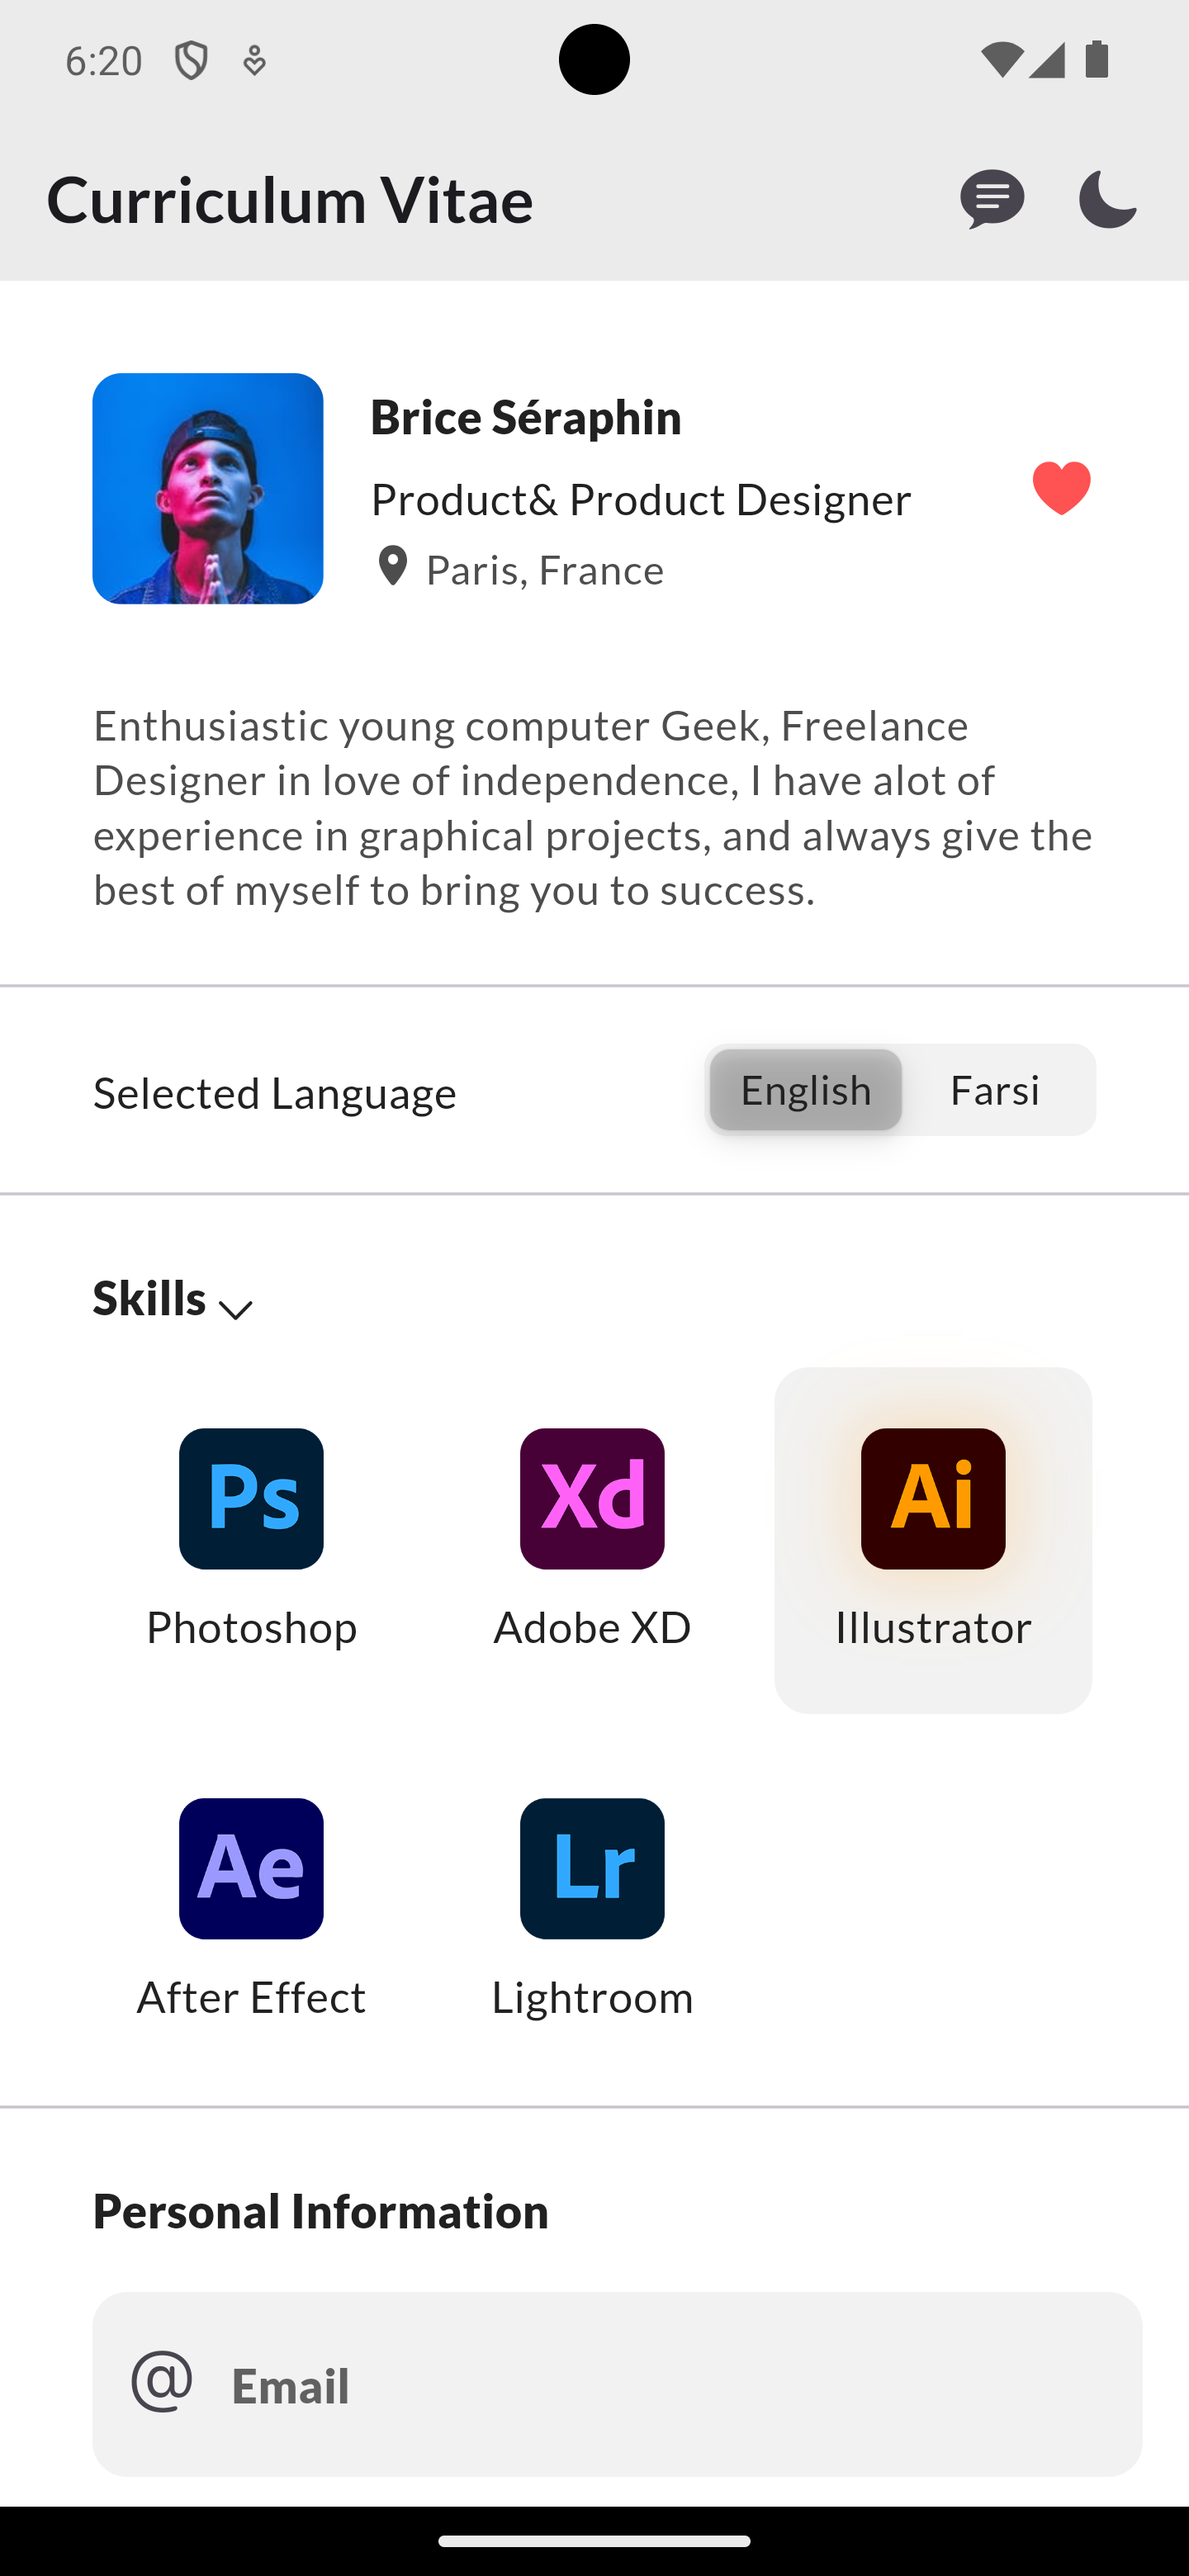 6:20
Curriculum Vitae
Brice Séraphin
Product& Product Designer
Paris, France
Enthusiastic young computer Geek, Freelance
Designer in love of independence, I have alot of
experience in graphical projects, and always give the
best of myself to bring you to success.
Selected Language
English Farsi
Skills
Ps Xd Ai
Photoshop Adobe XD Illustrator
Ae Lr
After Effect Lightroom
Personal Information
@ Email